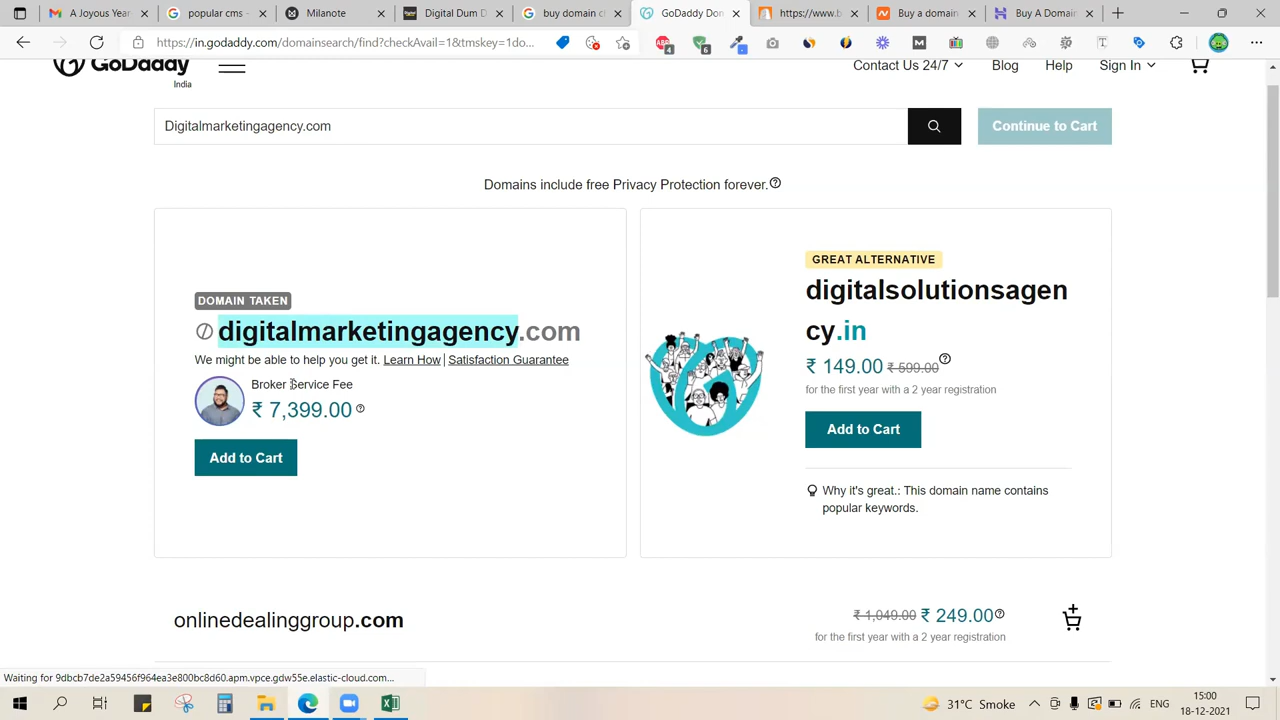 popular m
Gmail
popular do
Milanote
Digital Dum
buy domain c
GoDaddy Don
https://www.b
Buy a domain
Buy A Domain
https://in.godaddy.com/domainsearch/find?checkAvail=1&tmskey=1do...
4
6
GoDaddy
India
Contact Us 24/7
Blog
Help
Sign In
Digitalmarketingagency.com
Continue to Cart
Domains include free Privacy Protection forever.
DOMAIN TAKEN
digitalmarketingagency.com
We might be able to help you get it. Learn How | Satisfaction Guarantee
Broker Service Fee
₹ 7,399.00
Add to Cart
GREAT ALTERNATIVE
digitalsolutionsagen
cy.in
₹ 149.00 ₹ 599.00
for the first year with a 2 year registration
Add to Cart
Why it's great.: This domain name contains
popular keywords.
onlinedealinggroup.com
₹ 1,049.00 ₹ 249.00
for the first year with a 2 year registration
Waiting for 9dbcb7de2a59456f964ea3e800bc8d60.apm.vpce.gdw55e.elastic-cloud.com...
31°C Smoke
ENG
15:00
18-12-2021